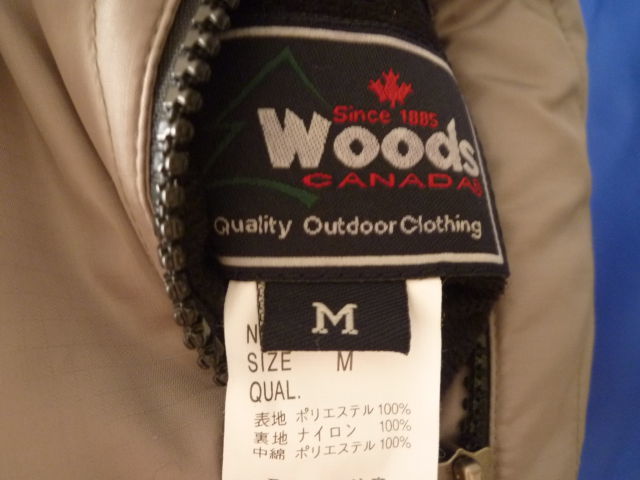 Since 1885
Woods
CANADA
Quality Outdoor Clothing
M
SIZE M
QUAL.
表地 ポリエステル 100%
裏地 ナイロン 100%
中綿 ポリエステル 100%